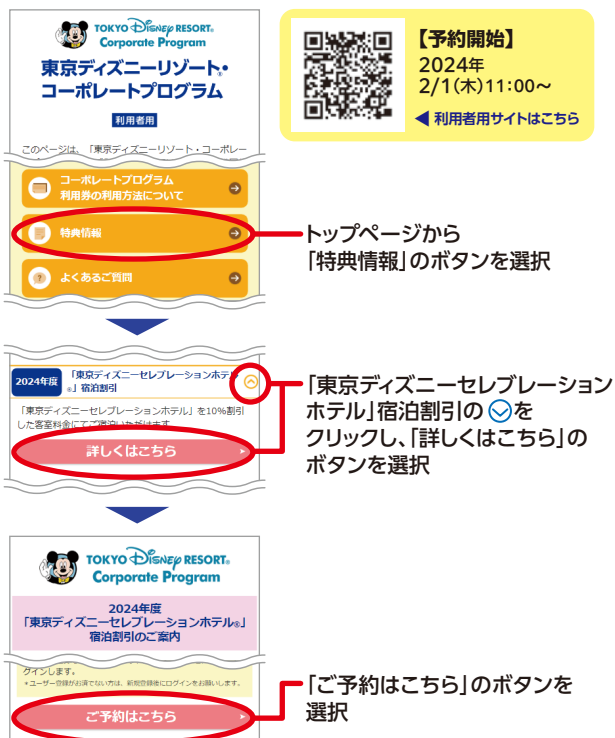 TOKYO DISNEY RESORT®
Corporate Program
東京ディズニーリゾート®・
コーポレートプログラム
利用者用
このページは、「東京ディズニーリゾート・コーポレー
コーポレートプログラム
利用券の利用方法について
特典情報
よくあるご質問
【予約開始】
2024年
2/1(木)11:00～
◀ 利用者用サイトはこちら
トップページから
「特典情報」のボタンを選択
2024年度
「東京ディズニーセレブレーションホテル
®」宿泊割引
「東京ディズニーセレブレーションホテル」を10%割引
した客室料金にてご宿泊いただけます
詳しくはこちら
「東京ディズニーセレブレーション
ホテル」宿泊割引の を
クリックし、「詳しくはこちら」の
ボタンを選択
TOKYO DISNEY RESORT®
Corporate Program
2024年度
「東京ディズニーセレブレーションホテル®」
宿泊割引のご案内
グインします。
*ユーザー登録がお済でない方は、新規登録後にログインをお願いします。
ご予約はこちら
「ご予約はこちら」のボタンを
選択